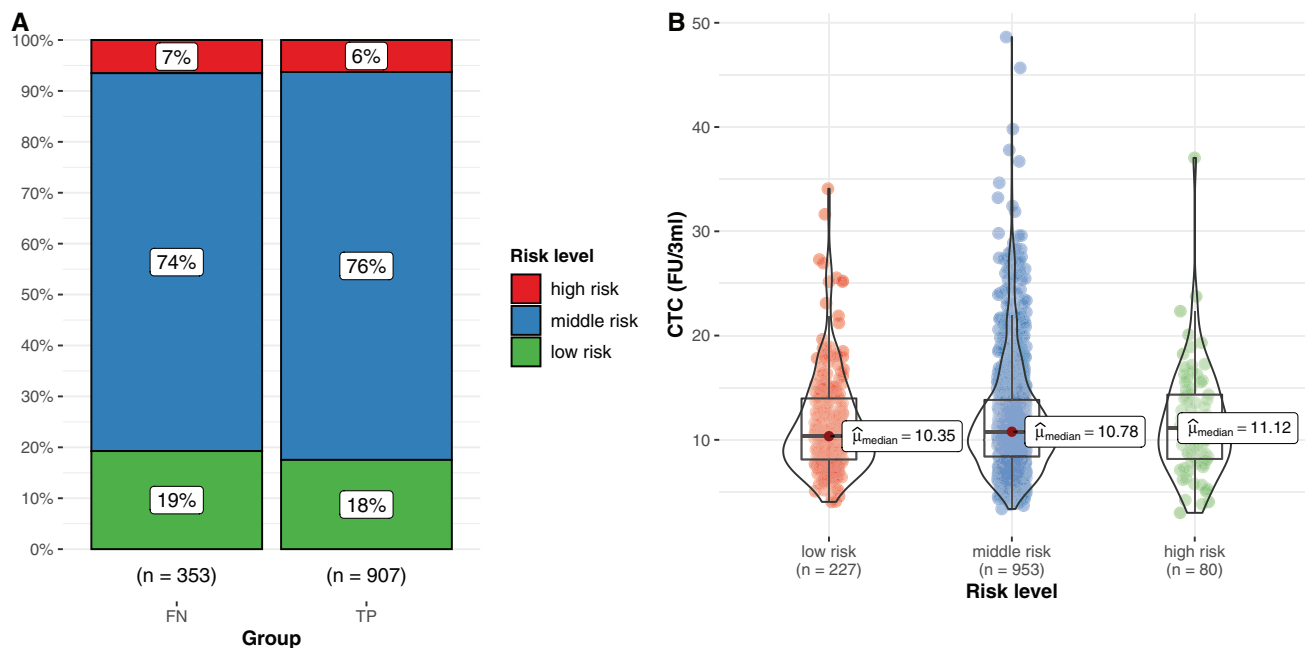 A
100%
90%
80%
70%
60%
50%
40%
30%
20%
10%
0%
7%
6%
74%
76%
19%
18%
(n = 353)
(n = 907)
FN
TP
Group
Risk level
high risk
middle risk
low risk
B
50
40
30
20
10
CTC (FU/3ml)
μ̂median = 10.35
μ̂median = 10.78
μ̂median = 11.12
low risk
(n = 227)
middle risk
(n = 953)
high risk
(n = 80)
Risk level